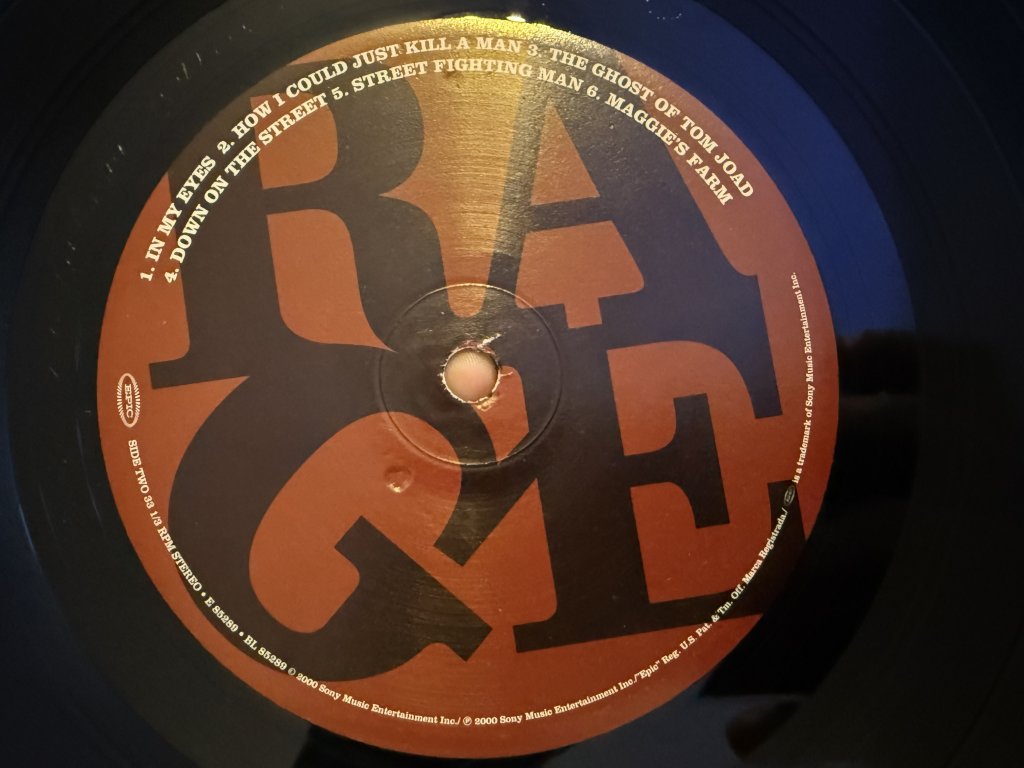 1. IN MY EYES 2. HOW I COULD JUST KILL A MAN 3. THE GHOST OF TOM JOAD
4. DOWN ON THE STREET 5. STREET FIGHTING MAN 6. MAGGIE'S FARM
RA
GE
EPIC
SIDE TWO 33 1/3 RPM STEREO • E 85289 • BL 85289 © 2000 Sony Music Entertainment Inc./ ℗ 2000 Sony Music Entertainment Inc./"Epic" Reg. U.S. Pat. & Tm. Off. Marca Registrada./ is a trademark of Sony Music Entertainment Inc.